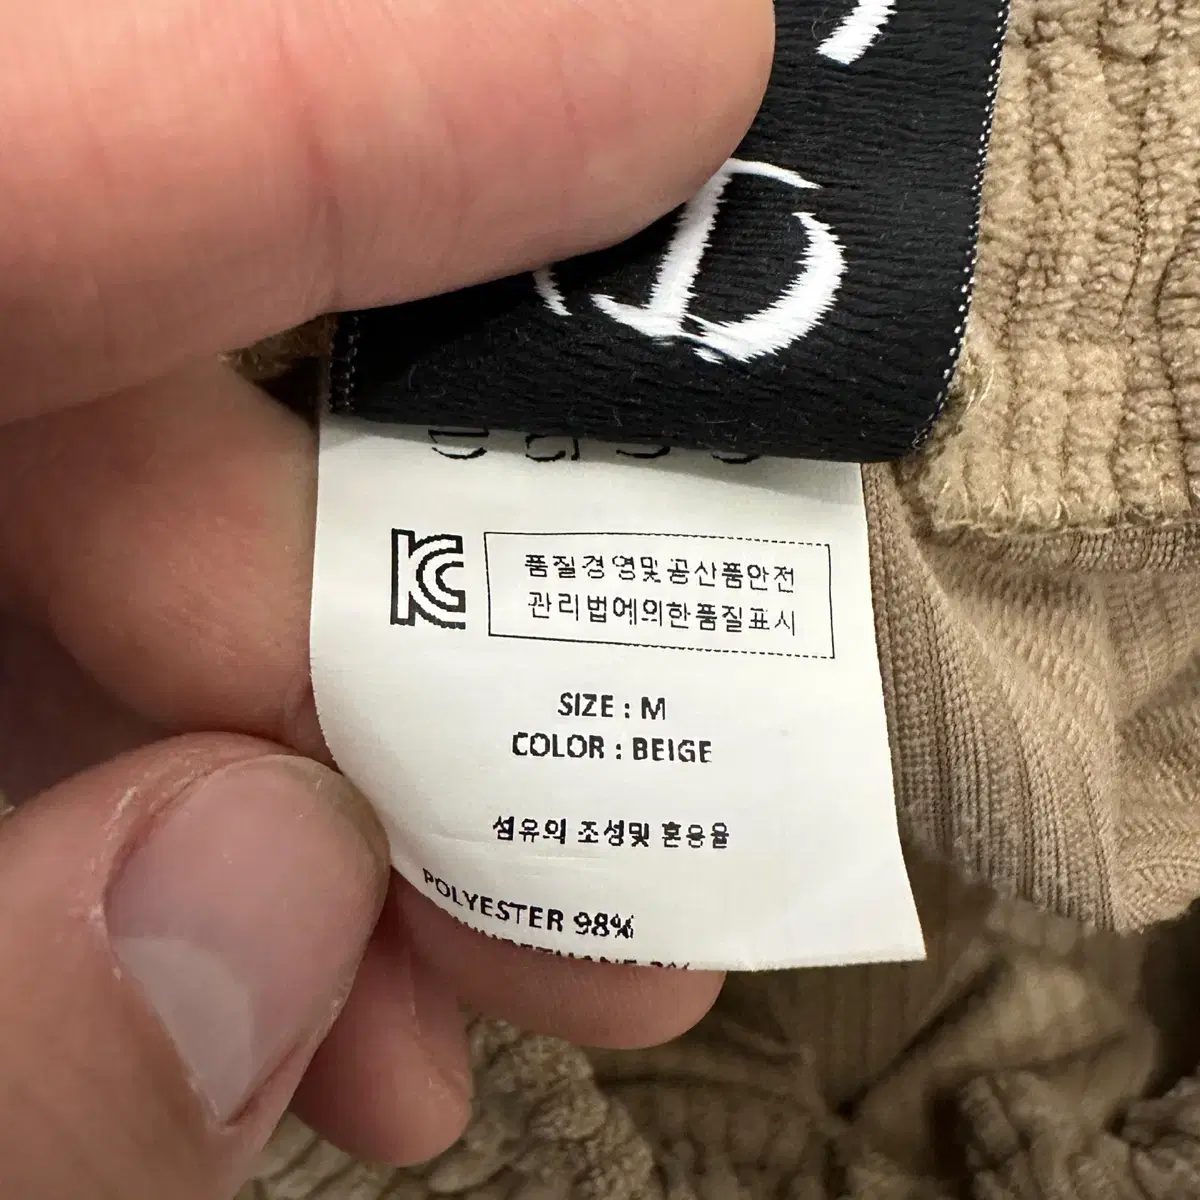 KC
품질경영및공산품안전
관리법에의한품질표시
SIZE : M
COLOR : BEIGE
섬유의 조성및 혼용율
POLYESTER 98%